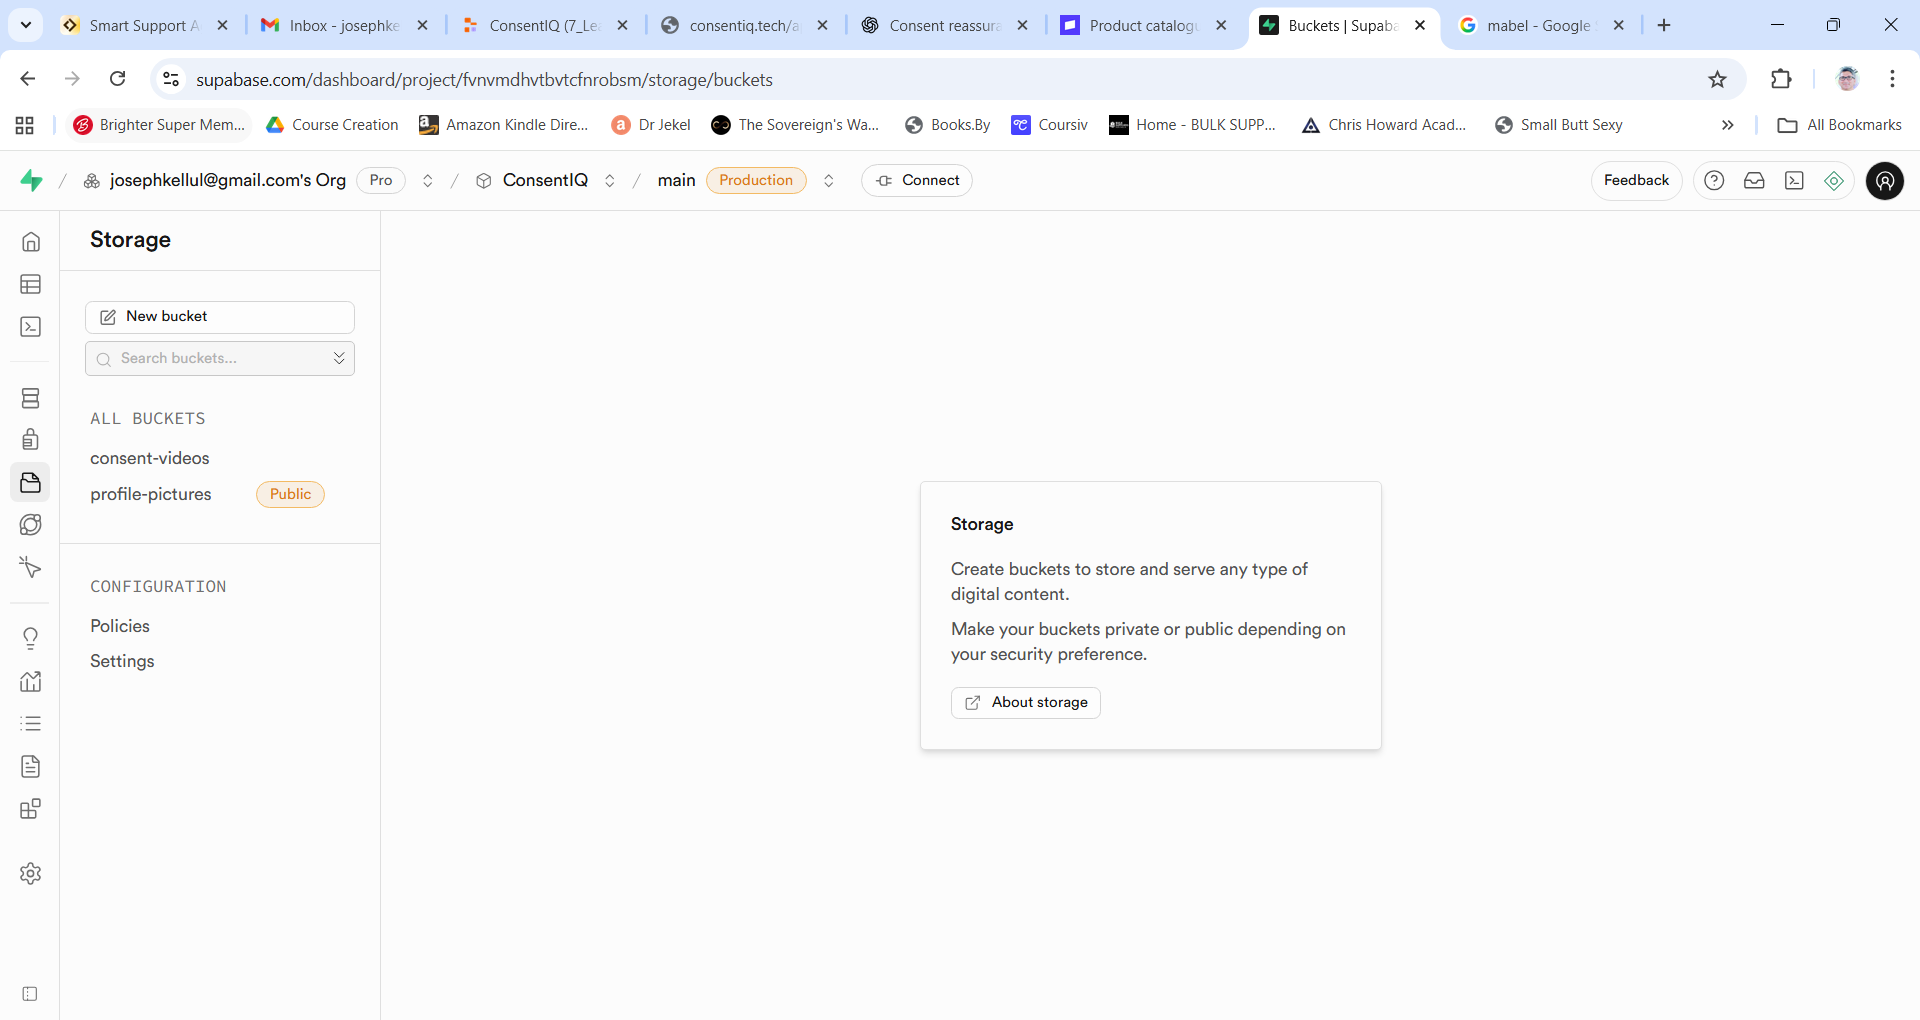 Smart Support A
Inbox - josephke
ConsentIQ (7_Lea
consentiq.tech/a
Consent reassura
Product catalogu
Buckets | Supaba
mabel - Google S
supabase.com/dashboard/project/fvnvmdhvtbvtcfnrobsm/storage/buckets
Brighter Super Mem...
Course Creation
Amazon Kindle Dire...
Dr Jekel
The Sovereign's Wa...
Books.By
Coursiv
Home - BULK SUPP...
Chris Howard Acad...
Small Butt Sexy
All Bookmarks
josephkellul@gmail.com's Org
Pro
ConsentIQ
main
Production
Connect
Feedback
Storage
New bucket
Search buckets...
ALL BUCKETS
consent-videos
profile-pictures
Public
CONFIGURATION
Policies
Settings
Storage
Create buckets to store and serve any type of
digital content.
Make your buckets private or public depending on
your security preference.
About storage